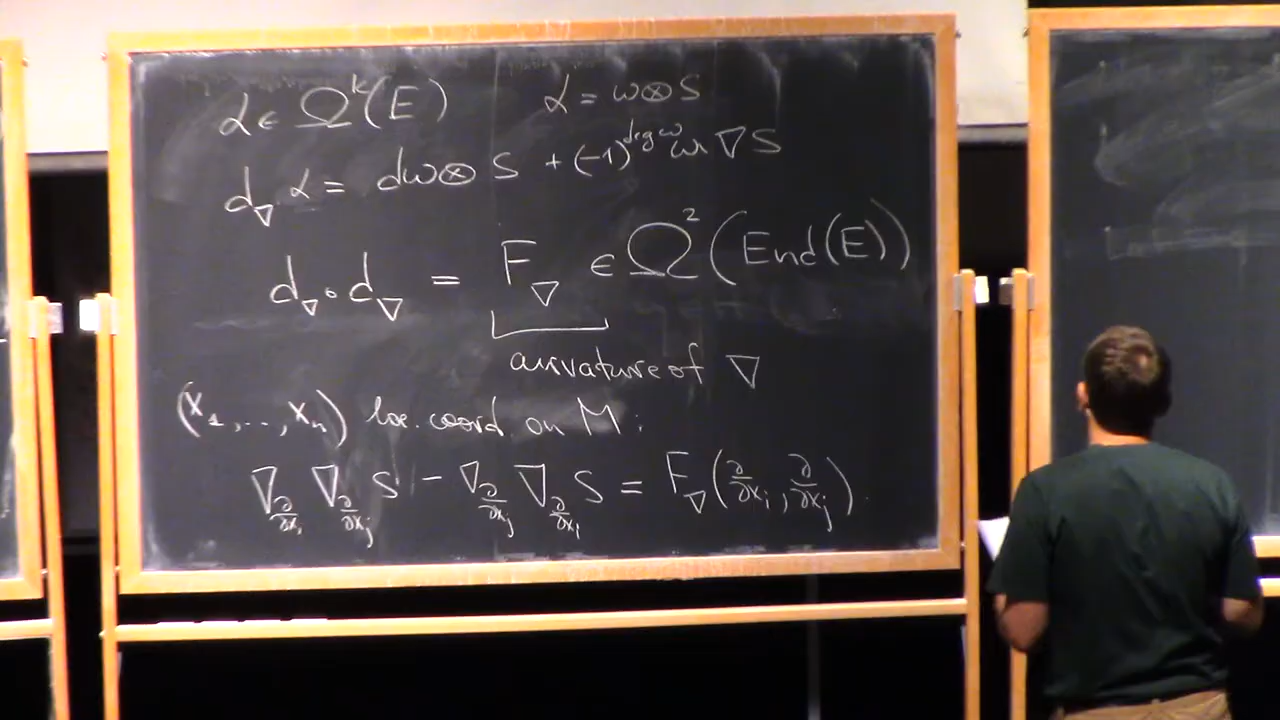 α ∈ Ω^k(E) α = ω⊗s
d_∇ α = dω⊗s + (-1)^{deg ω} ω∧∇s
d_∇ ∘ d_∇ = F_∇ ∈ Ω²(End(E))
curvature of ∇
(x_1, .., x_n) loc. coord. on M:
∇_{∂/∂x_i} ∇_{∂/∂x_j} s − ∇_{∂/∂x_j} ∇_{∂/∂x_i} s = F_∇(∂/∂x_i, ∂/∂x_j).